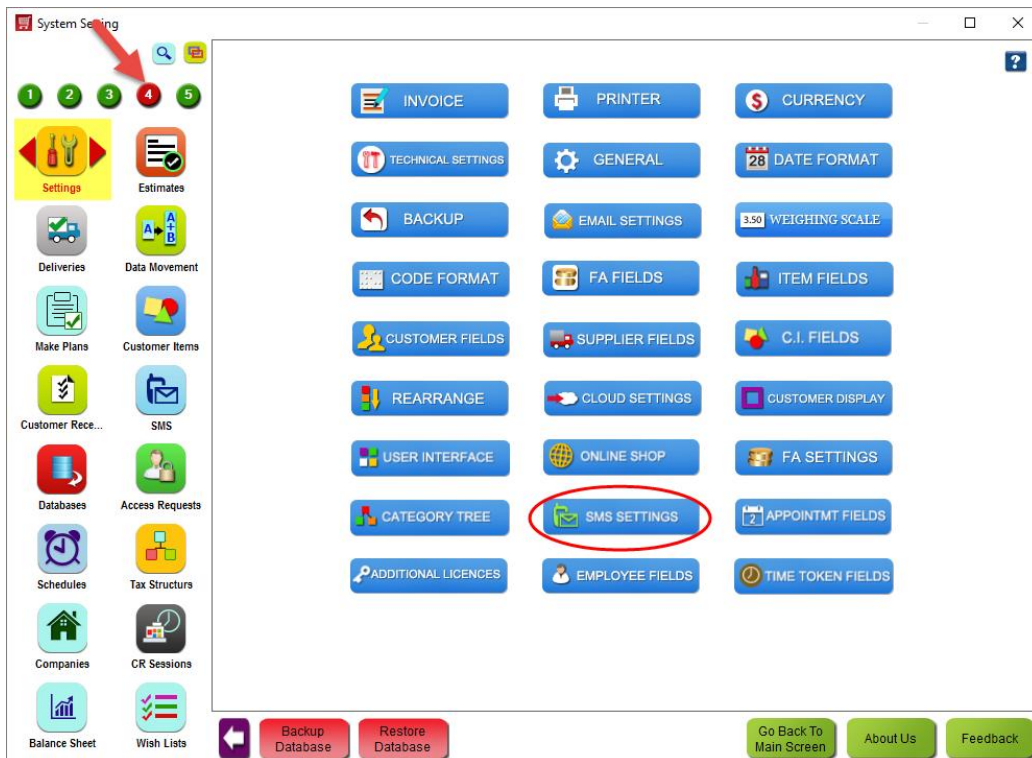 System Setting
1 2 3 4 5
Settings
Estimates
Deliveries
Data Movement
Make Plans
Customer Items
Customer Rece...
SMS
Databases
Access Requests
Schedules
Tax Structurs
Companies
CR Sessions
Balance Sheet
Wish Lists
A
A
+
B
?
INVOICE
PRINTER
$ CURRENCY
TECHNICAL SETTINGS
GENERAL
28 DATE FORMAT
BACKUP
EMAIL SETTINGS
3.50 WEIGHING SCALE
CODE FORMAT
FA FIELDS
ITEM FIELDS
CUSTOMER FIELDS
SUPPLIER FIELDS
C.I. FIELDS
REARRANGE
CLOUD SETTINGS
CUSTOMER DISPLAY
USER INTERFACE
ONLINE SHOP
FA SETTINGS
CATEGORY TREE
SMS SETTINGS
2 APPOINTMT FIELDS
ADDITIONAL LICENCES
EMPLOYEE FIELDS
TIME TOKEN FIELDS
Backup
Database
Restore
Database
Go Back To
Main Screen
About Us
Feedback